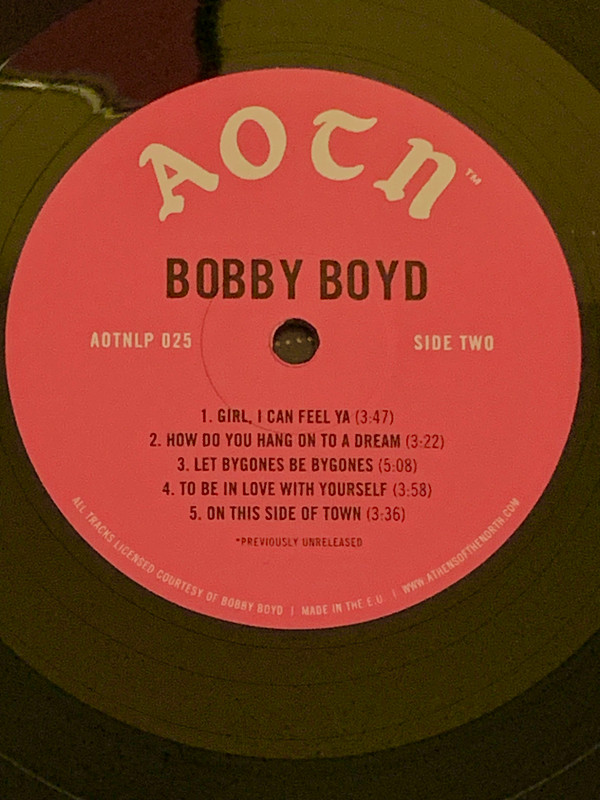 AOTN™
BOBBY BOYD
AOTNLP 025
SIDE TWO
1. GIRL, I CAN FEEL YA (3:47)
2. HOW DO YOU HANG ON TO A DREAM (3:22)
3. LET BYGONES BE BYGONES (5:08)
4. TO BE IN LOVE WITH YOURSELF (3:58)
5. ON THIS SIDE OF TOWN (3:36)
*PREVIOUSLY UNRELEASED
ALL TRACKS LICENSED COURTESY OF BOBBY BOYD | MADE IN THE E.U. | WWW.ATHENSOFTHENORTH.COM